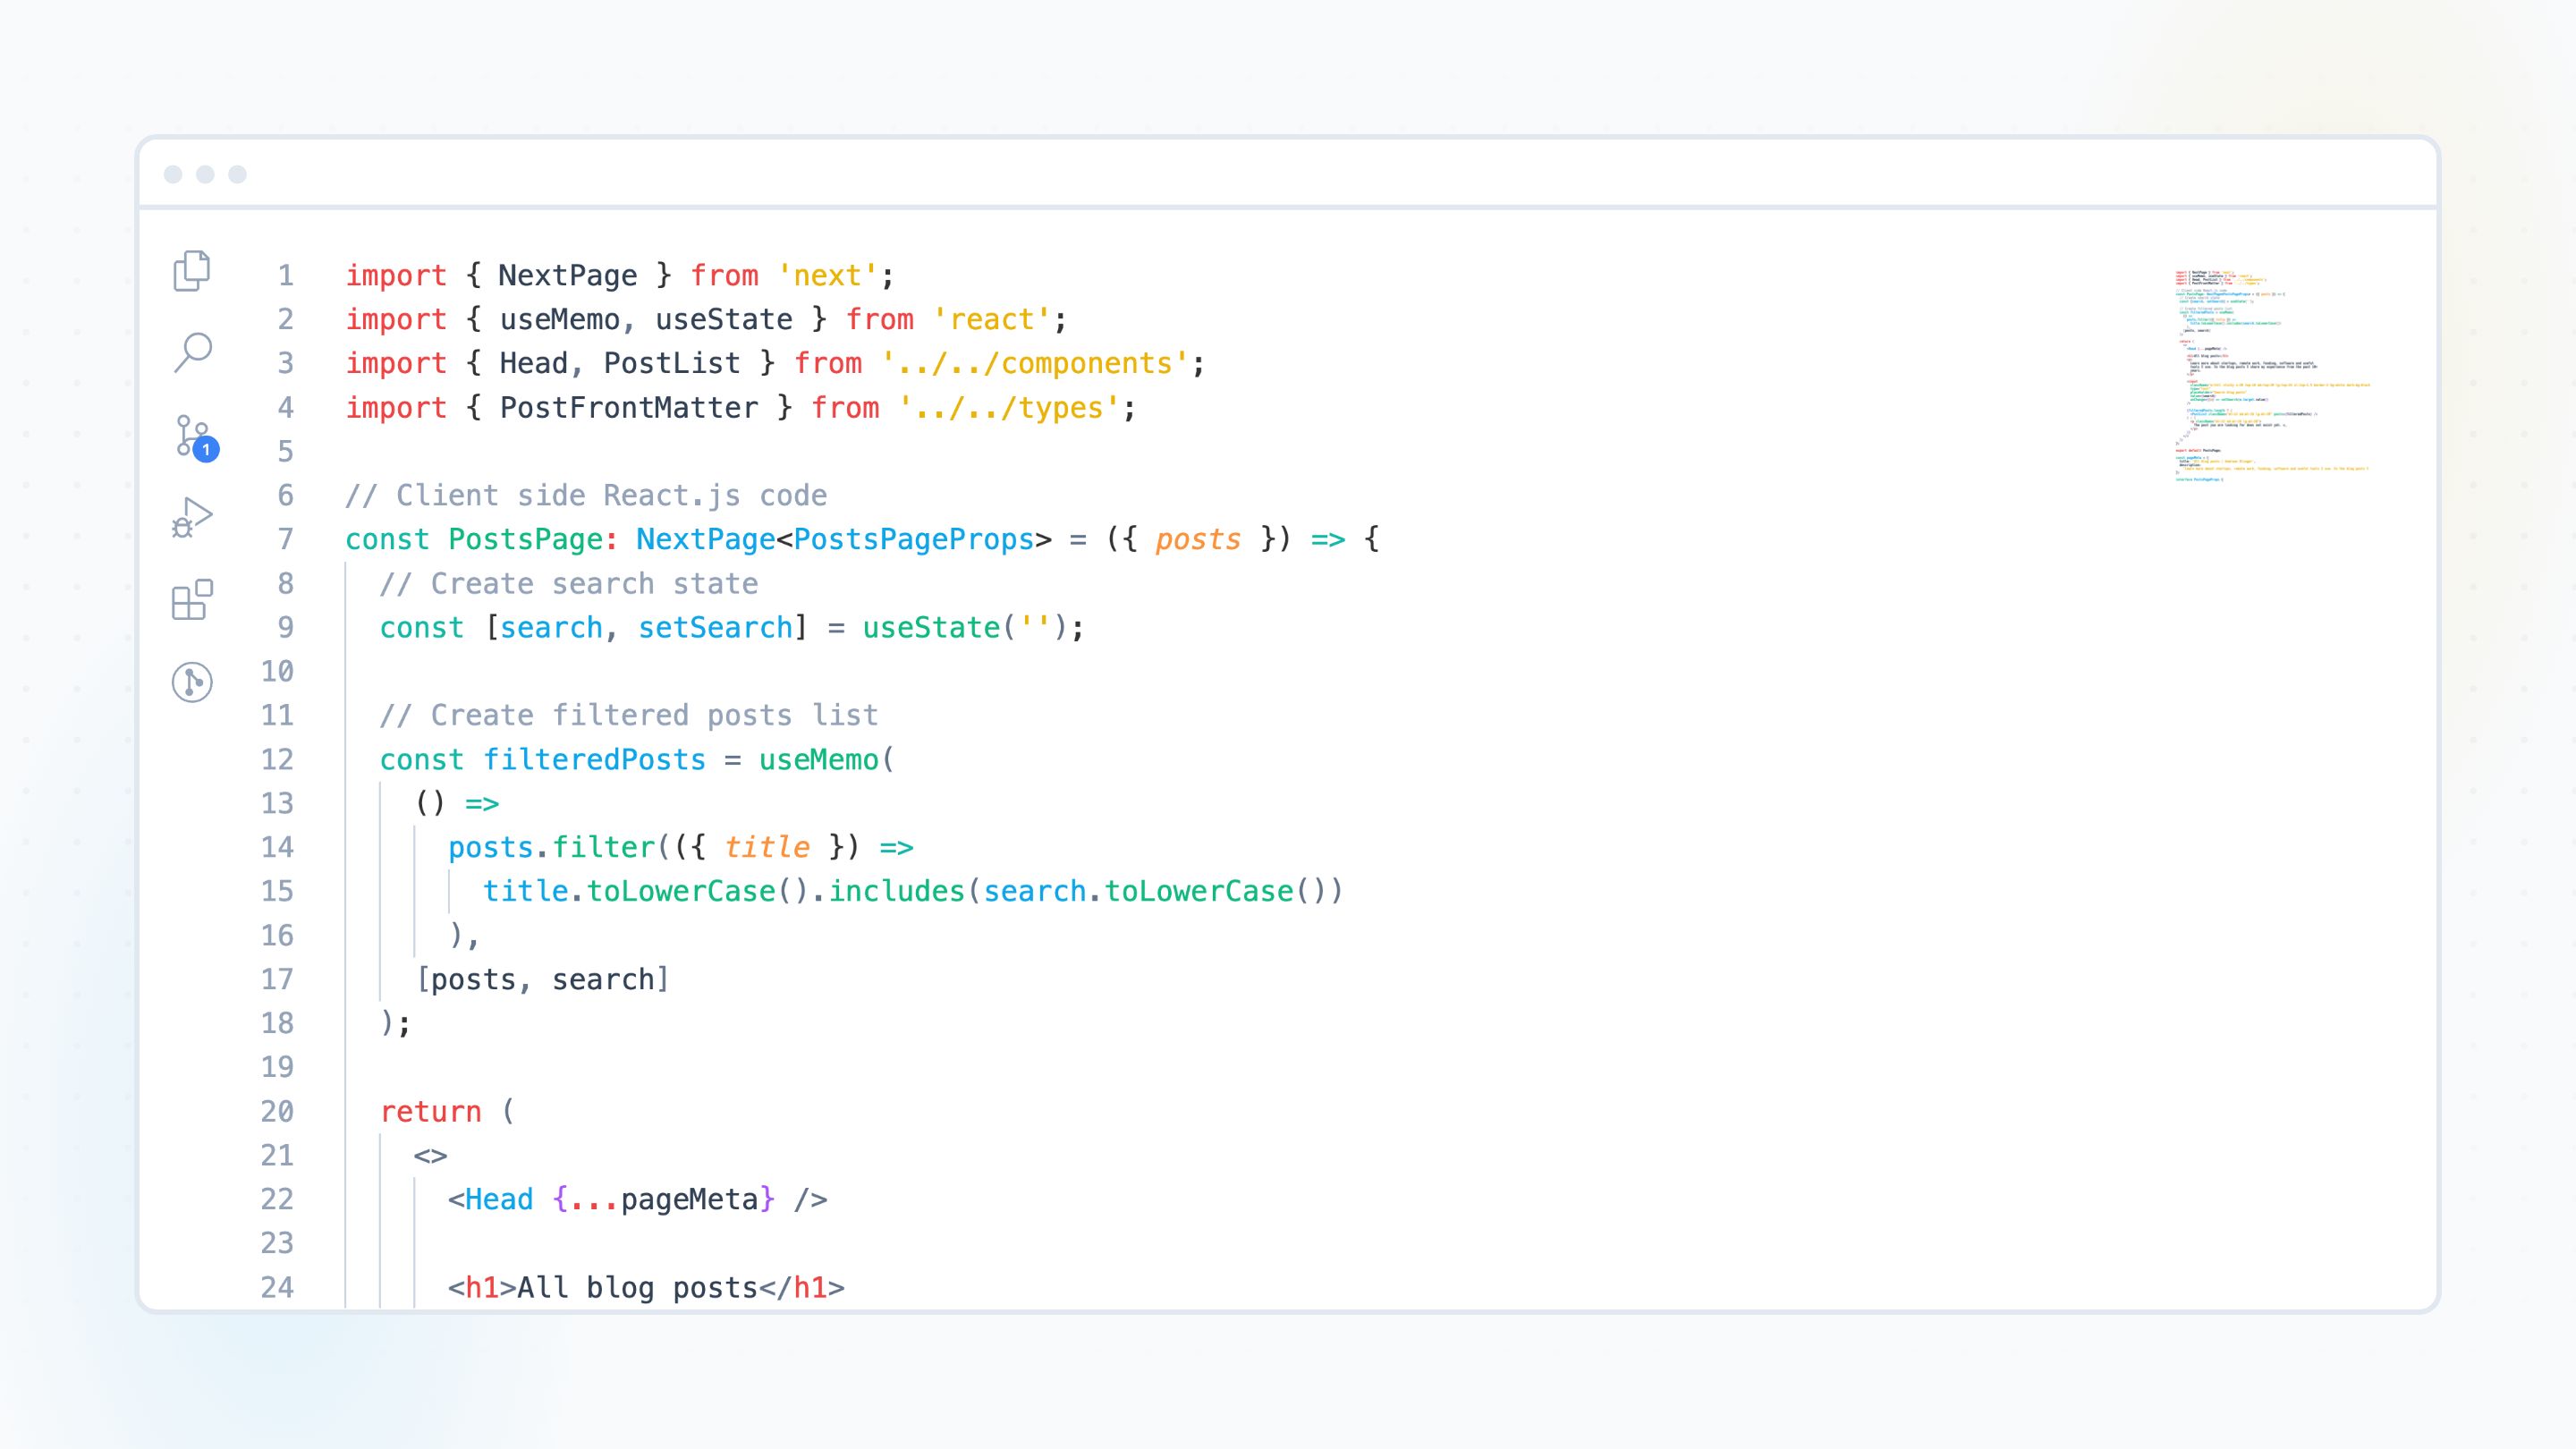 1 import { NextPage } from 'next';
2 import { useMemo, useState } from 'react';
3 import { Head, PostList } from '../../components';
4 import { PostFrontMatter } from '../../types';
5
6 // Client side React.js code
7 const PostsPage: NextPage<PostsPageProps> = ({ posts }) => {
8 // Create search state
9 const [search, setSearch] = useState('');
10
11 // Create filtered posts list
12 const filteredPosts = useMemo(
13 () =>
14 posts.filter(({ title }) =>
15 title.toLowerCase().includes(search.toLowerCase())
16 ),
17 [posts, search]
18 );
19
20 return (
21 <>
22 <Head {...pageMeta} />
23
24 <h1>All blog posts</h1>
1